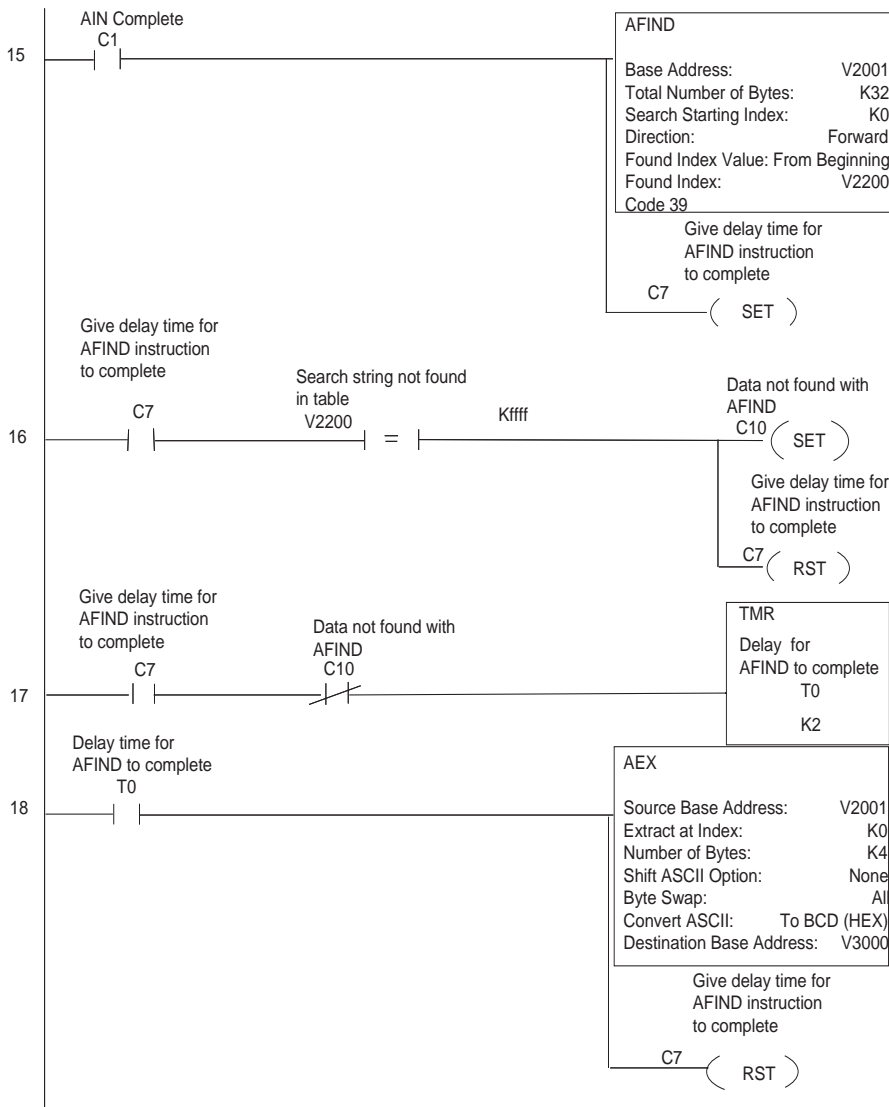 AIN Complete
C1
15
AFIND
Base Address: V2001
Total Number of Bytes: K32
Search Starting Index: K0
Direction: Forward
Found Index Value: From Beginning
Found Index: V2200
Code 39
Give delay time for
AFIND instruction
to complete
C7
SET
Give delay time for
AFIND instruction
to complete
C7
Search string not found
in table
V2200
=
Kffff
16
Data not found with
AFIND
C10
SET
Give delay time for
AFIND instruction
to complete
C7
RST
Give delay time for
AFIND instruction
to complete
C7
Data not found with
AFIND
C10
17
TMR
Delay for
AFIND to complete
T0
K2
Delay time for
AFIND to complete
T0
18
AEX
Source Base Address: V2001
Extract at Index: K0
Number of Bytes: K4
Shift ASCII Option: None
Byte Swap: All
Convert ASCII: To BCD (HEX)
Destination Base Address: V3000
Give delay time for
AFIND instruction
to complete
C7
RST